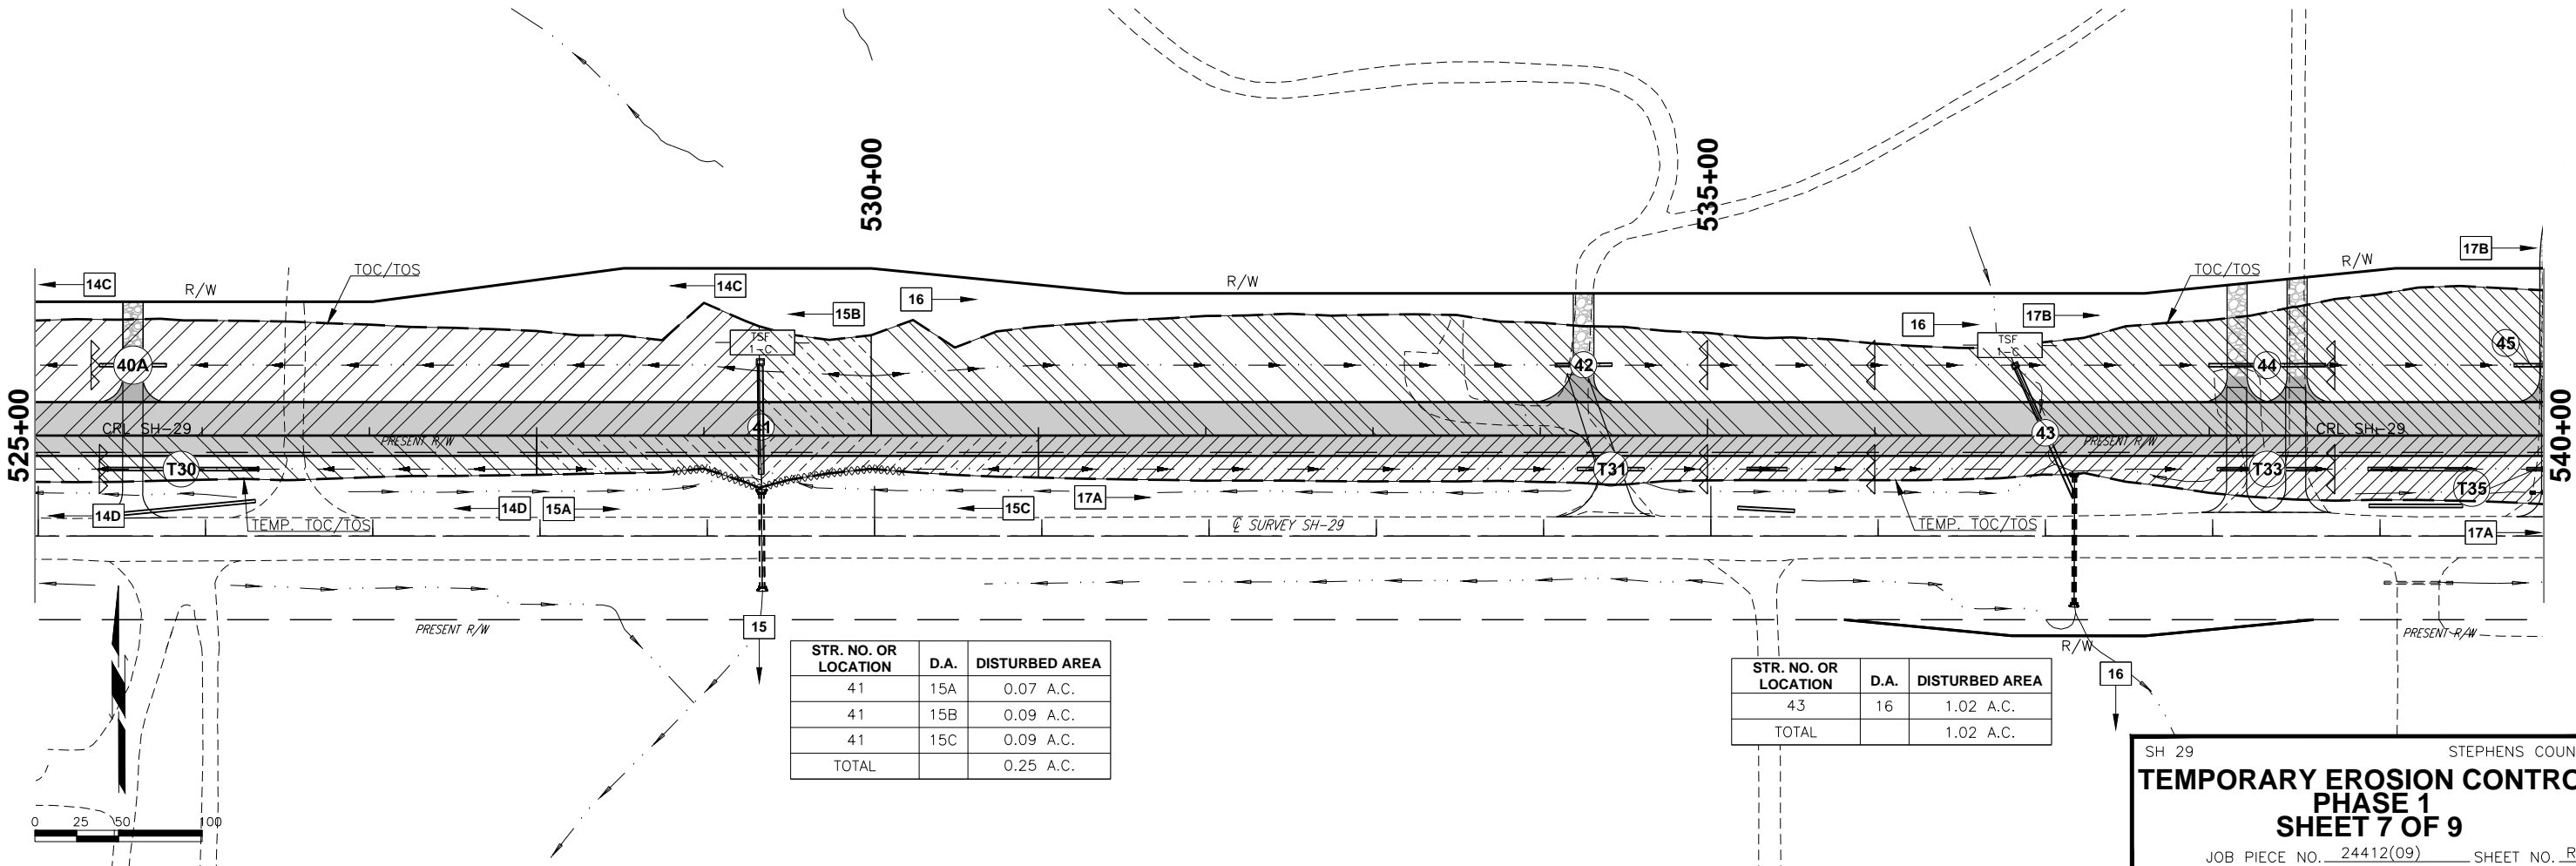 530+00
535+00
525+00
540+00
14C
R/W
TOC/TOS
14C
15B
16
R/W
16
17B
TOC/TOS
R/W
17B
TSF
1-C
TSF
1-C
40A
42
44
45
41
43
CRL SH-29
PRESENT R/W
PRESENT R/W
CRL SH-29
T30
T31
T33
T35
14D
TEMP. TOC/TOS
14D
15A
15C
17A
℄ SURVEY SH-29
TEMP. TOC/TOS
17A
PRESENT R/W
15
R/W
PRESENT R/W
16
STR. NO. OR LOCATION D.A. DISTURBED AREA
41 15A 0.07 A.C.
41 15B 0.09 A.C.
41 15C 0.09 A.C.
TOTAL 0.25 A.C.
STR. NO. OR LOCATION D.A. DISTURBED AREA
43 16 1.02 A.C.
TOTAL 1.02 A.C.
0 25 50 100
SH 29 STEPHENS COUN
TEMPORARY EROSION CONTRO
PHASE 1
SHEET 7 OF 9
JOB PIECE NO. 24412(09) SHEET NO. R